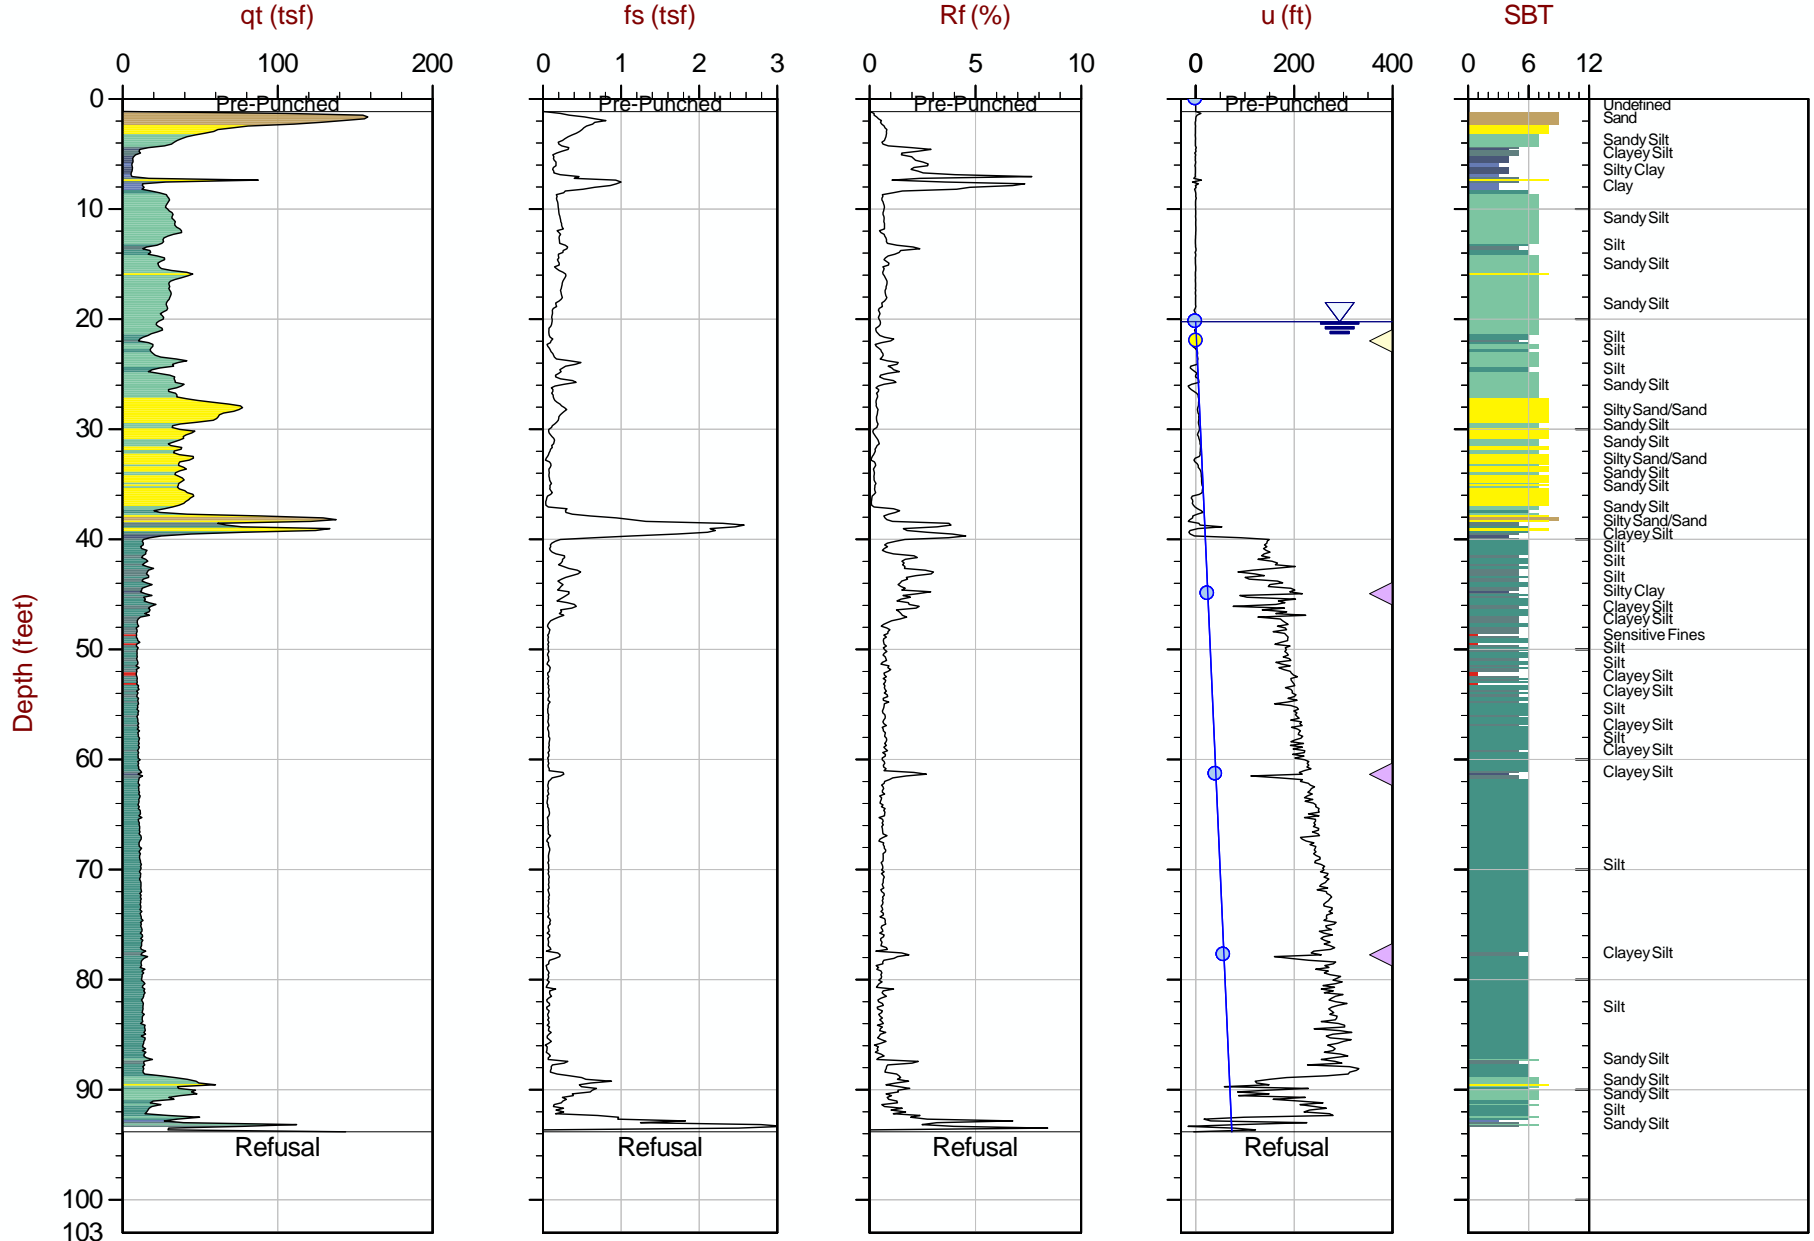 qt (tsf) fs (tsf) Rf (%) u (ft) SBT
0 100 200 0 1 2 3 0 5 10 0 200 400 0 6 12
Pre-Punched Pre-Punched Pre-Punched Pre-Punched
Depth (feet)
0
10
20
30
40
50
60
70
80
90
100
103
Undefined
Sand
Sandy Silt
Clayey Silt
Silty Clay
Clay
Sandy Silt
Silt
Sandy Silt
Sandy Silt
Silt
Silt
Silt
Sandy Silt
Silty Sand/Sand
Sandy Silt
Sandy Silt
Silty Sand/Sand
Sandy Silt
Sandy Silt
Sandy Silt
Silty Sand/Sand
Clayey Silt
Silt
Silt
Silt
Silty Clay
Clayey Silt
Clayey Silt
Sensitive Fines
Silt
Silt
Clayey Silt
Clayey Silt
Silt
Clayey Silt
Silt
Clayey Silt
Clayey Silt
Silt
Clayey Silt
Silt
Sandy Silt
Sandy Silt
Sandy Silt
Silt
Sandy Silt
Refusal Refusal Refusal Refusal